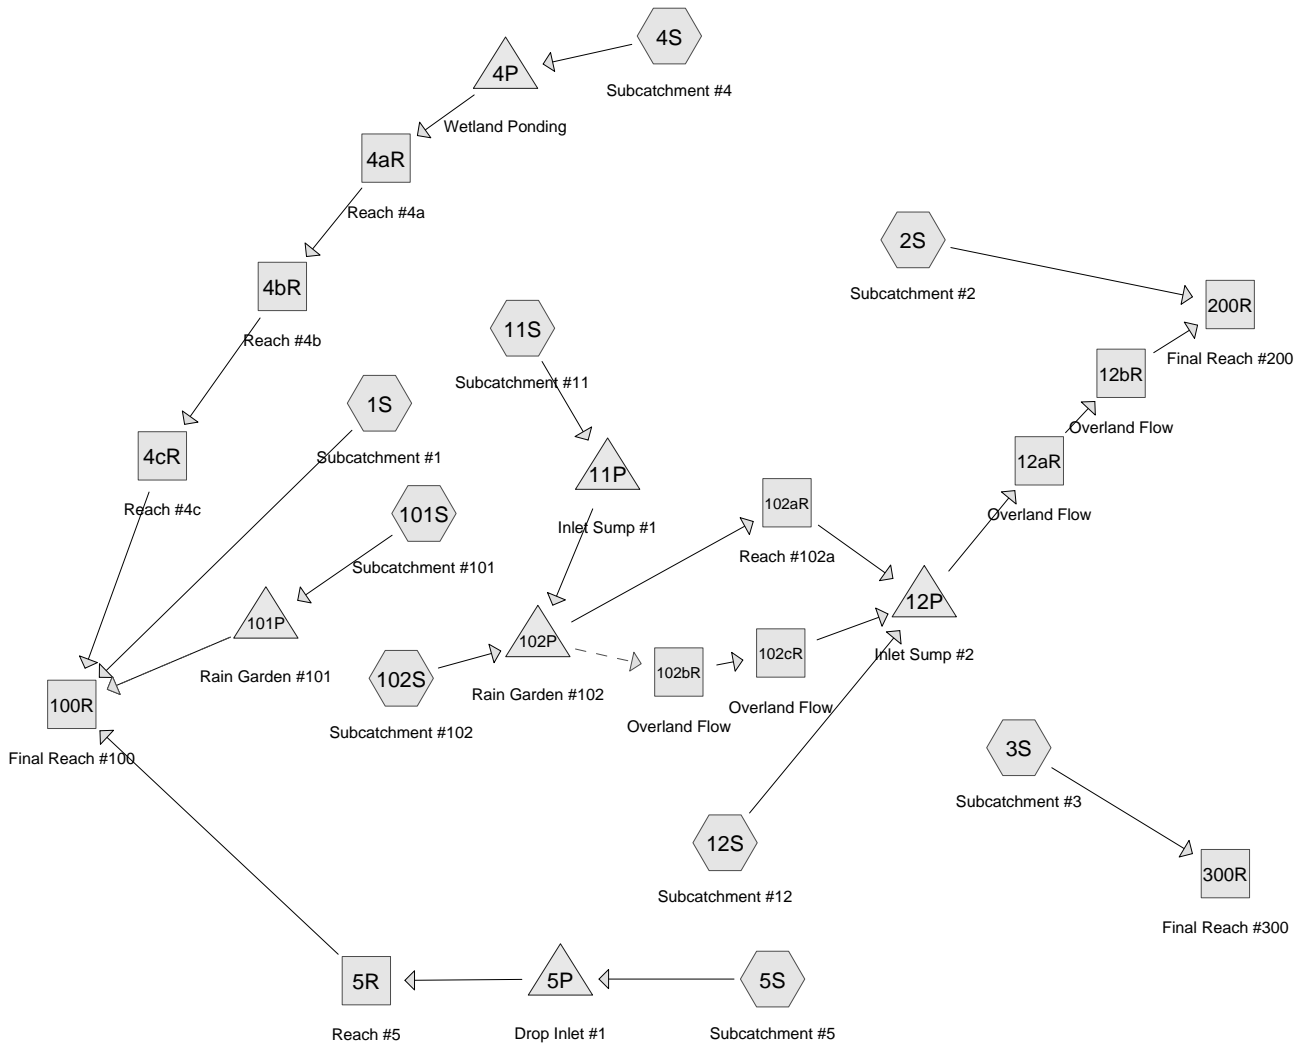 4S
Subcatchment #4
4P
Wetland Ponding
4aR
Reach #4a
2S
Subcatchment #2
4bR
Reach #4b
200R
Final Reach #200
11S
Subcatchment #11
12bR
Overland Flow
1S
Subcatchment #1
4cR
Reach #4c
11P
Inlet Sump #1
12aR
Overland Flow
101S
Subcatchment #101
102aR
Reach #102a
101P
Rain Garden #101
12P
Inlet Sump #2
102P
Rain Garden #102
102S
Subcatchment #102
102bR
Overland Flow
102cR
Overland Flow
100R
Final Reach #100
3S
Subcatchment #3
12S
Subcatchment #12
300R
Final Reach #300
5R
Reach #5
5P
Drop Inlet #1
5S
Subcatchment #5